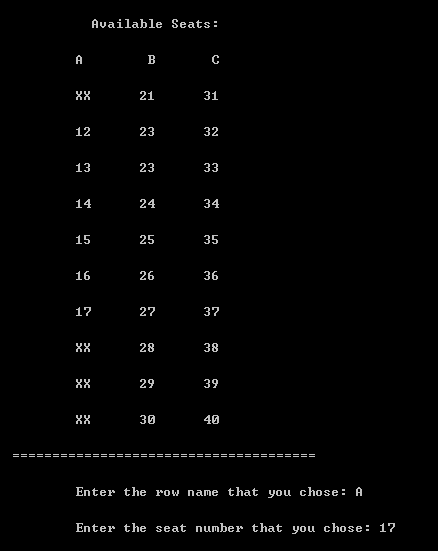 Available Seats:
A B C
XX 21 31
12 23 32
13 23 33
14 24 34
15 25 35
16 26 36
17 27 37
XX 28 38
XX 29 39
XX 30 40
======================================
Enter the row name that you chose: A
Enter the seat number that you chose: 17